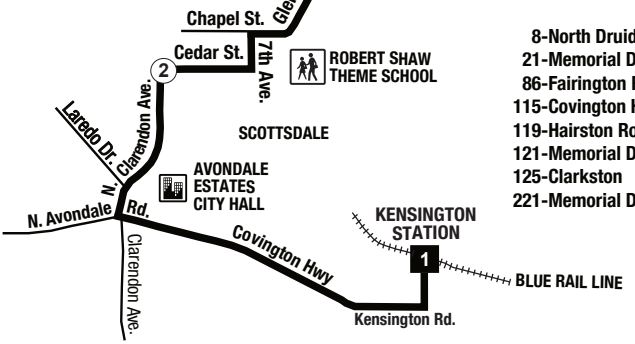 Chapel St.
Cedar St.
7th Ave.
2
ROBERT SHAW
THEME SCHOOL
SCOTTSDALE
Laredo Dr.
N. Clarendon Ave.
AVONDALE
ESTATES
CITY HALL
N. Avondale Rd.
Clarendon Ave.
Covington Hwy
KENSINGTON
STATION
1
BLUE RAIL LINE
Kensington Rd.
8-North Druid
21-Memorial D
86-Fairington
115-Covington
119-Hairston
121-Memorial D
125-Clarkston
221-Memorial D